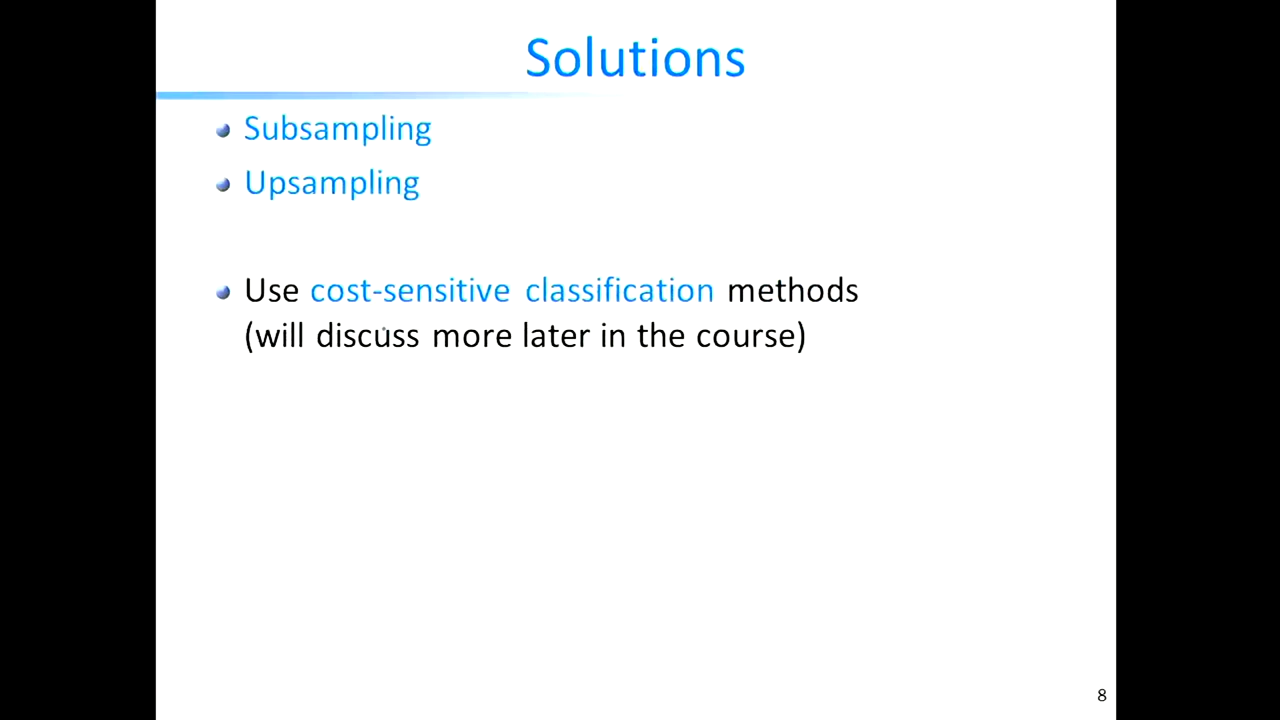 Solutions
Subsampling
Upsampling
Use cost-sensitive classification methods
(will discuss more later in the course)
8